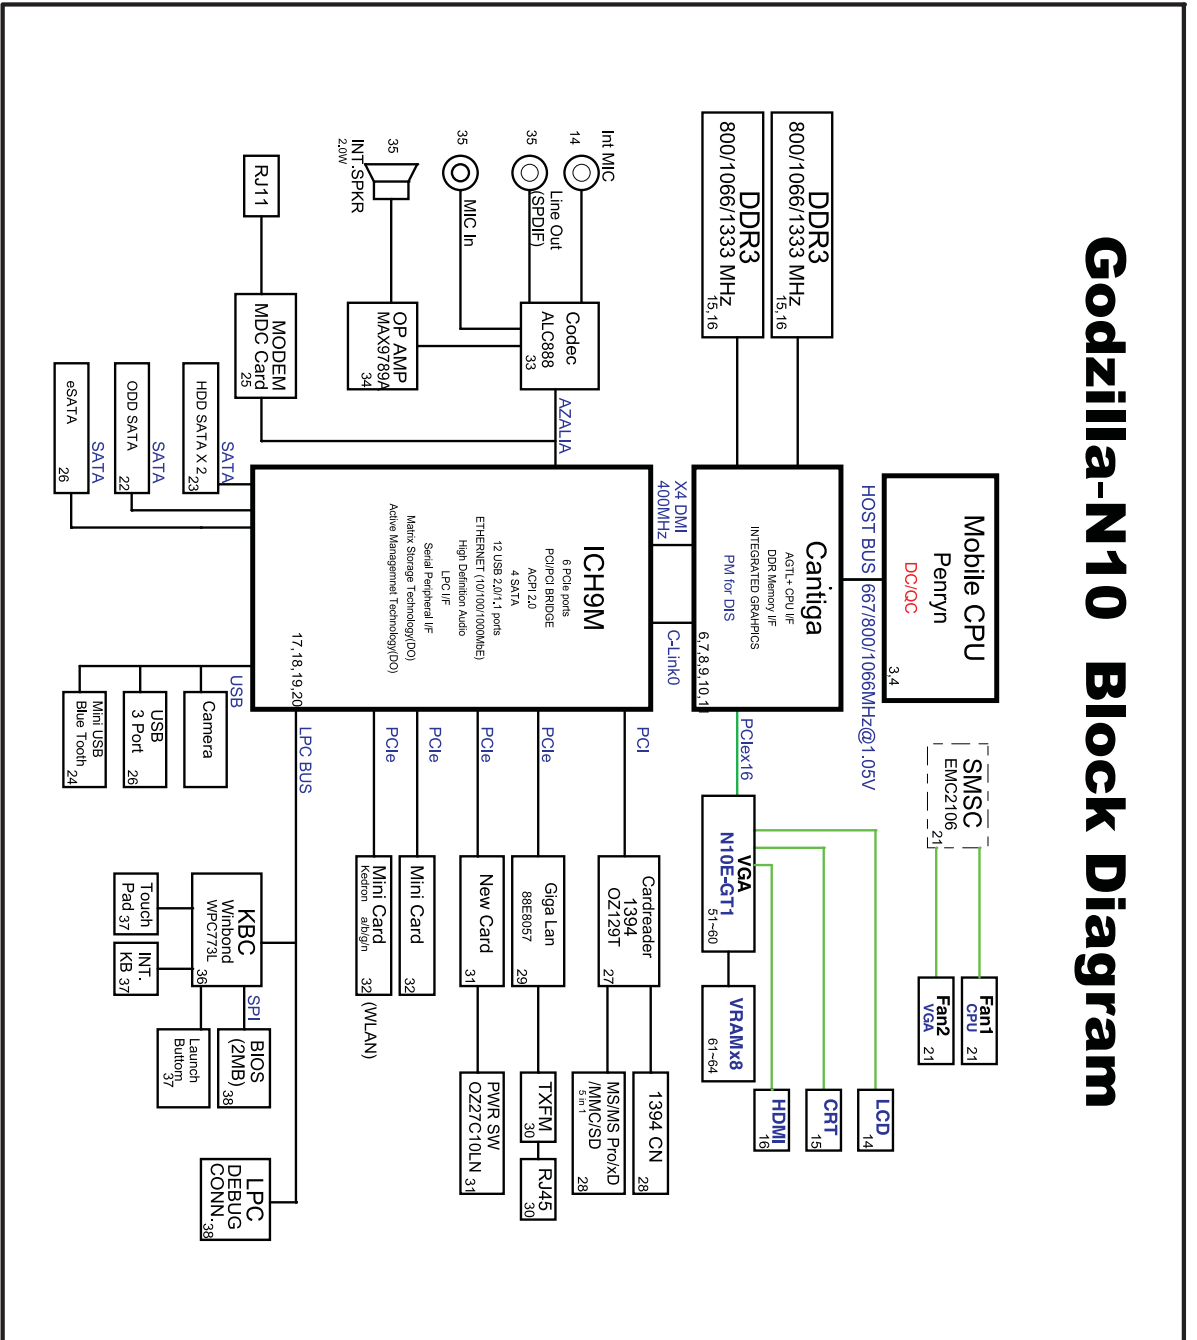 Godzilla-N10 Block Diagram
Mobile CPU
Penryn
DC/QC
3,4
HOST BUS 667/800/1066MHz@1.05V
SMSC
EMC2106
21
Fan1
CPU
21
Fan2
VGA
21
DDR3
800/1066/1333 MHz
15,16
DDR3
800/1066/1333 MHz
15,16
Cantiga
AGTL+ CPU I/F
DDR Memory I/F
INTEGRATED GRAHPICS
PM for DIS
6,7,8,9,10,11
PCIex16
VGA
N10E-GT1
51~60
VRAMx8
61~64
LCD
14
CRT
15
HDMI
16
X4 DMI
400MHz
C-Link0
Int MIC
14
Line Out
(SPDIF)
35
MIC In
35
INT.SPKR
2.0W
35
Codec
ALC888
33
OP AMP
MAX9789A
34
AZALIA
RJ11
MODEM
MDC Card
25
ICH9M
6 PCIe ports
PCI/PCI BRIDGE
ACPI 2.0
4 SATA
12 USB 2.0/1.1 ports
ETHERNET (10/100/1000MbE)
High Definition Audio
LPC I/F
Serial Peripheral I/F
Matrix Storage Technology(DO)
Active Managemnet Technology(DO)
17,18,19,20
PCI
Cardreader
1394
OZ129T
27
1394 CN
28
MS/MS Pro/xD
/MMC/SD
5 in 1
28
PCIe
Giga Lan
88E8057
29
TXFM
30
RJ45
30
PCIe
New Card
31
PWR SW
OZ27C10LN
31
PCIe
Mini Card
32
PCIe
Mini Card
Kedron a/b/g/n
32
(WLAN)
HDD SATA X 2
23
SATA
ODD SATA
22
SATA
eSATA
26
SATA
USB
Camera
USB
3 Port
26
Mini USB
Blue Tooth
24
LPC BUS
KBC
Winbond
WPC773L
36
Touch
Pad 37
INT.
KB 37
SPI
BIOS
(2MB)
38
Launch
Buttom
37
LPC
DEBUG
CONN.
38